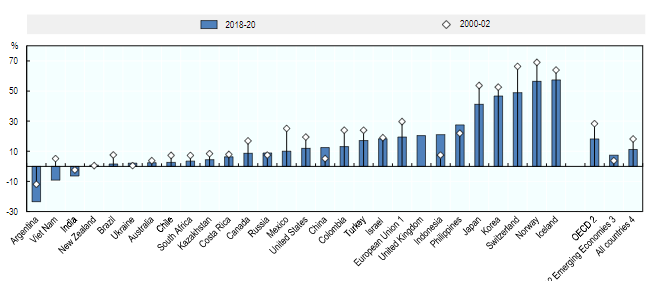 2018-20
2000-02
%
70
50
30
10
-10
-30
Argentina
Viet Nam
India
New Zealand
Brazil
Ukraine
Australia
Chile
South Africa
Kazakhstan
Costa Rica
Canada
Russia
Mexico
United States
China
Colombia
Turkey
Israel
European Union 1
United Kingdom
Indonesia
Philippines
Japan
Korea
Switzerland
Norway
Iceland
OECD 2
2 Emerging Economies 3
All countries 4